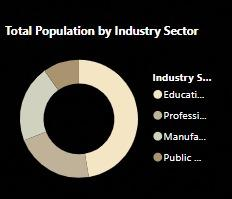 Total Population by Industry Sector
Industry S...
Educati...
Professi...
Manufa...
Public ...